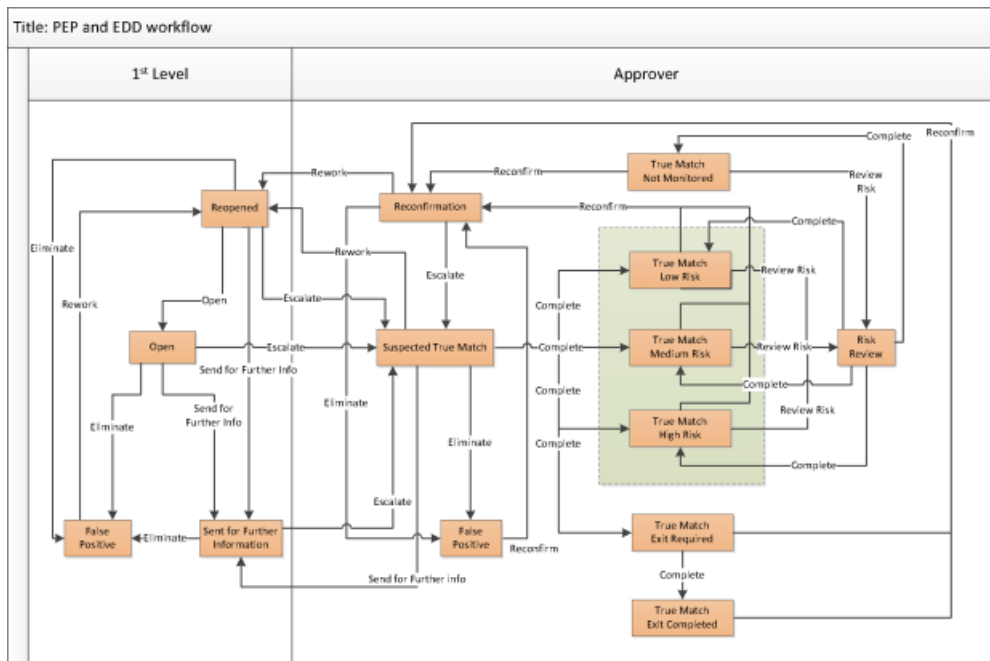 Title: PEP and EDD workflow
1st Level
Approver
Complete
Reconfirm
True Match
Not Monitored
Rework
Reconfirm
Review
Risk
Reopened
Reconfirmation
Reconfirm
Complete
Eliminate
Rework
Escalate
True Match
Low Risk
Review Risk
Rework
Open
Escalate
Complete
Complete
Open
Escalate
Suspected True Match
Complete
True Match
Medium Risk
Review Risk
Risk
Review
Send for Further Info
Complete
Complete
Eliminate
Send for
Further Info
Eliminate
Review Risk
Eliminate
Eliminate
Complete
True Match
High Risk
Complete
Escalate
False
Positive
Eliminate
Sent for Further
Information
False
Positive
Reconfirm
True Match
Exit Required
Send for Further info
Complete
True Match
Exit Completed